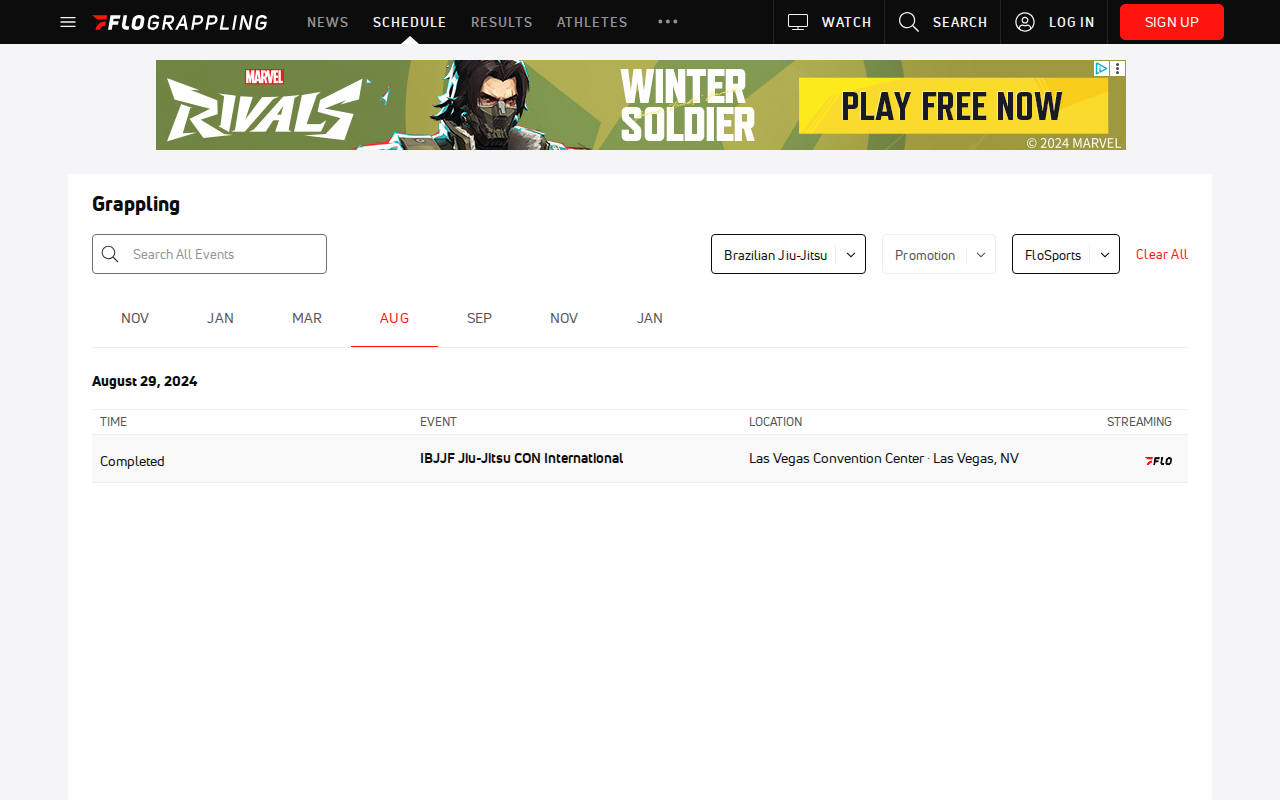 FLOGRAPPLING NEWS SCHEDULE RESULTS ATHLETES WATCH SEARCH LOG IN SIGN UP
MARVEL
RIVALS
WINTER
SOLDIER
PLAY FREE NOW
© 2024 MARVEL
Grappling
Search All Events Brazilian Jiu-Jitsu Promotion FloSports Clear All
NOV JAN MAR AUG SEP NOV JAN
August 29, 2024
TIME EVENT LOCATION STREAMING
Completed IBJJF Jiu-Jitsu CON International Las Vegas Convention Center · Las Vegas, NV FLO